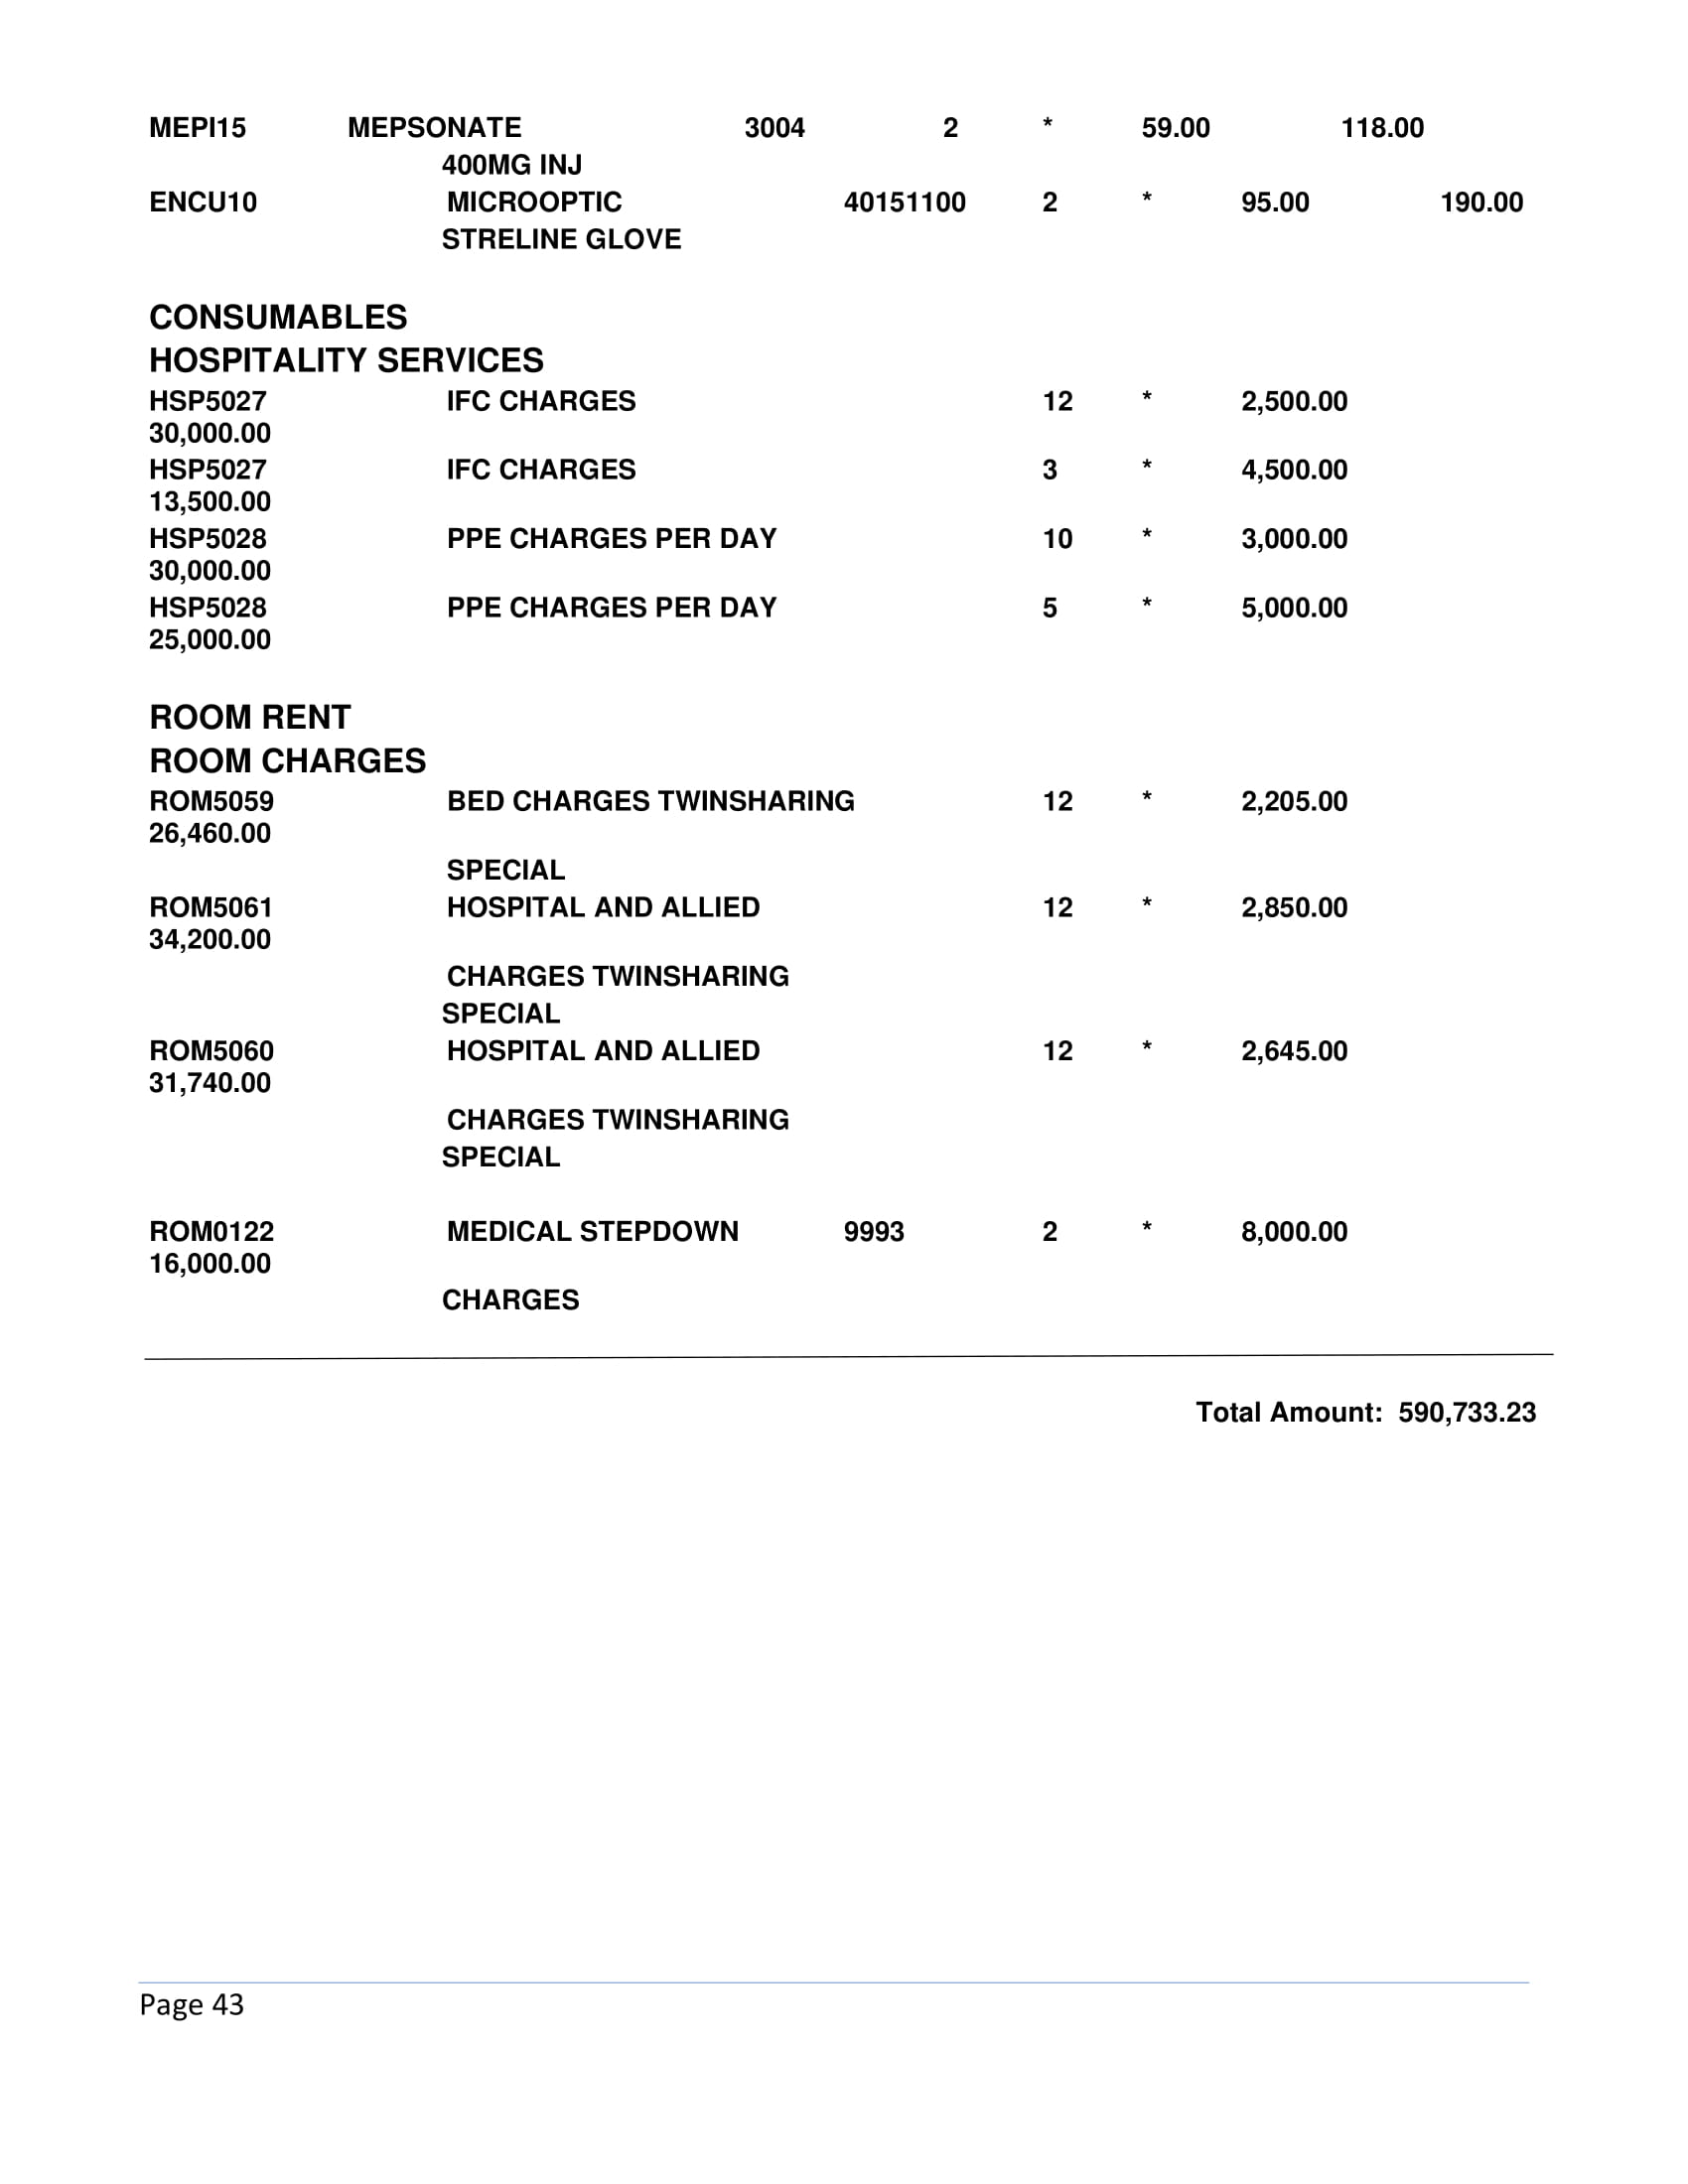 MEPI15 MEPSONATE 3004 2 * 59.00 118.00
400MG INJ
ENCU10 MICROOPTIC 40151100 2 * 95.00 190.00
STRELINE GLOVE
CONSUMABLES
HOSPITALITY SERVICES
HSP5027 IFC CHARGES 12 * 2,500.00
30,000.00
HSP5027 IFC CHARGES 3 * 4,500.00
13,500.00
HSP5028 PPE CHARGES PER DAY 10 * 3,000.00
30,000.00
HSP5028 PPE CHARGES PER DAY 5 * 5,000.00
25,000.00
ROOM RENT
ROOM CHARGES
ROM5059 BED CHARGES TWINSHARING 12 * 2,205.00
26,460.00
SPECIAL
ROM5061 HOSPITAL AND ALLIED 12 * 2,850.00
34,200.00
CHARGES TWINSHARING
SPECIAL
ROM5060 HOSPITAL AND ALLIED 12 * 2,645.00
31,740.00
CHARGES TWINSHARING
SPECIAL
ROM0122 MEDICAL STEPDOWN 9993 2 * 8,000.00
16,000.00
CHARGES
Total Amount: 590,733.23
Page 43